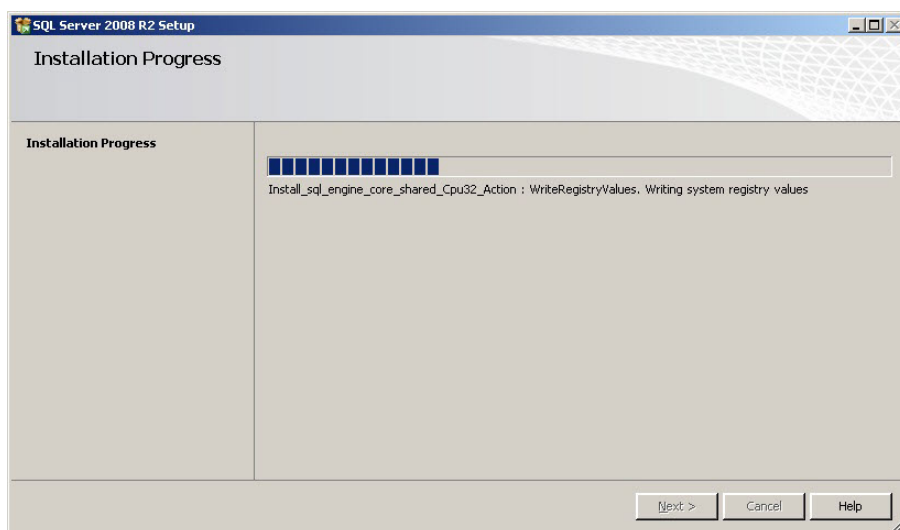 SQL Server 2008 R2 Setup
Installation Progress
Installation Progress
Install_sql_engine_core_shared_Cpu32_Action : WriteRegistryValues. Writing system registry values
Next >
Cancel
Help